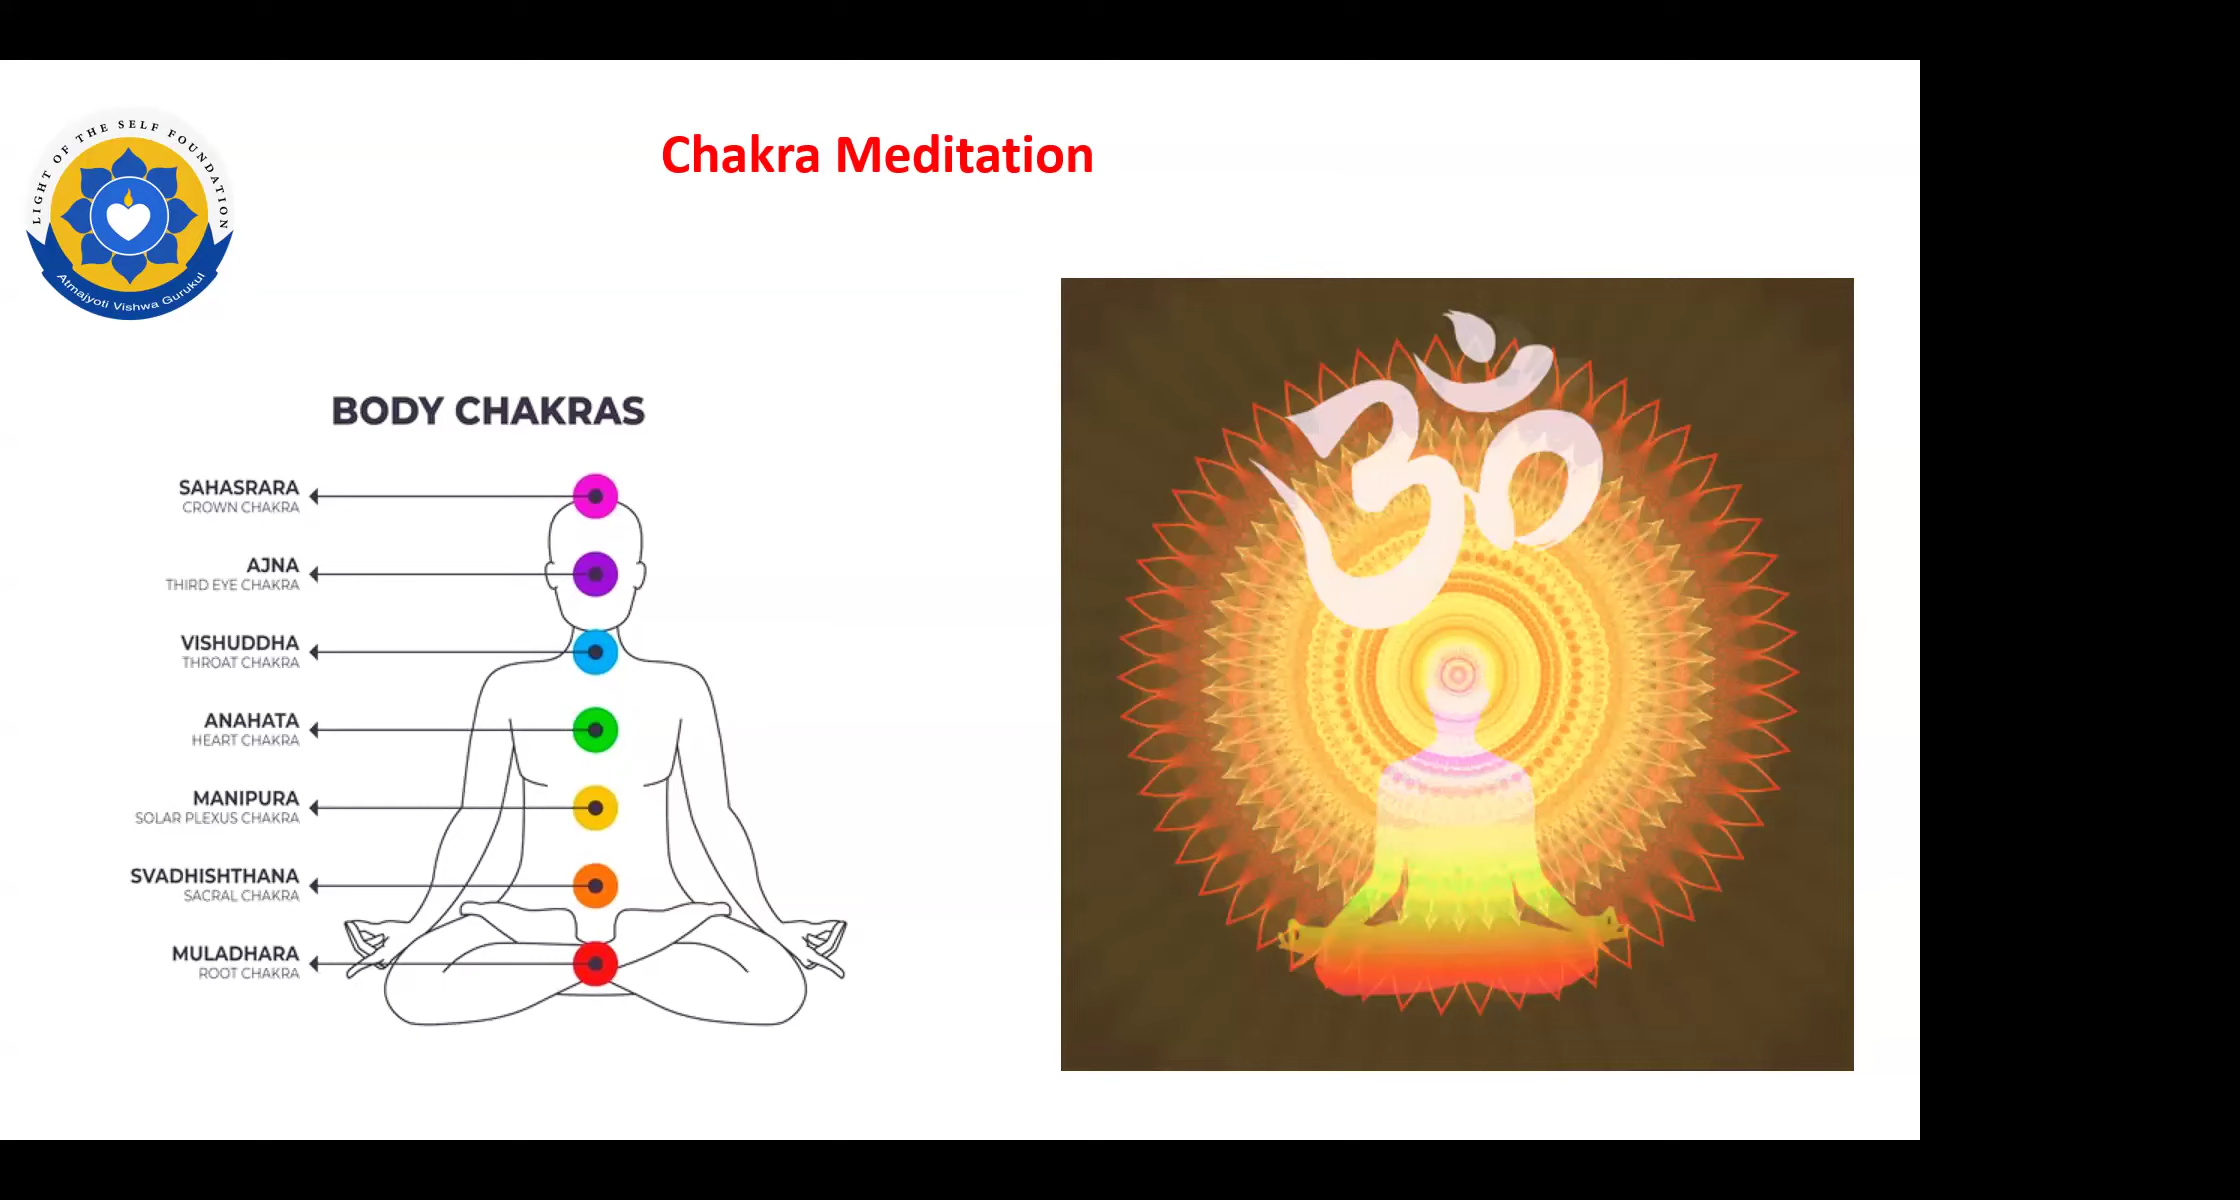 LIGHT OF THE SELF FOUNDATION
Atmajyoti Vishwa Gurukul
Chakra Meditation
BODY CHAKRAS
SAHASRARA
CROWN CHAKRA
AJNA
THIRD EYE CHAKRA
VISHUDDHA
THROAT CHAKRA
ANAHATA
HEART CHAKRA
MANIPURA
SOLAR PLEXUS CHAKRA
SVADHISHTHANA
SACRAL CHAKRA
MULADHARA
ROOT CHAKRA
ॐ